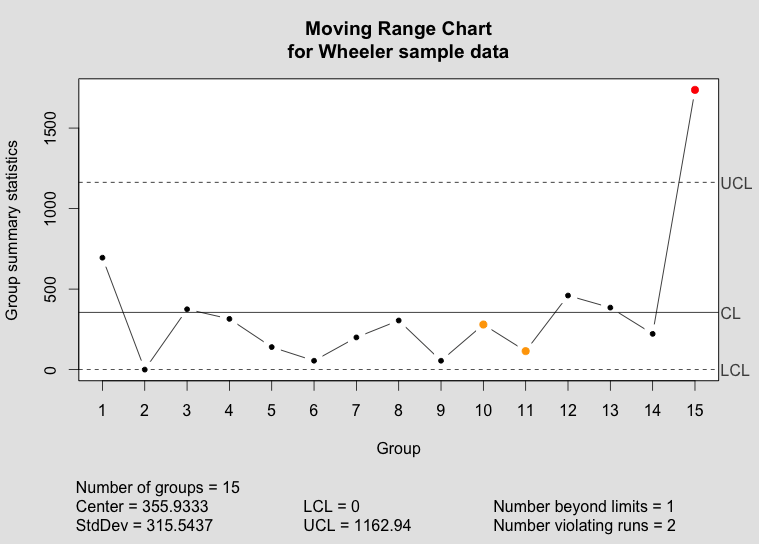 Moving Range Chart
for Wheeler sample data
Group summary statistics
1500
1000
500
0
UCL
CL
LCL
1 2 3 4 5 6 7 8 9 10 11 12 13 14 15
Group
Number of groups = 15
Center = 355.9333 LCL = 0 Number beyond limits = 1
StdDev = 315.5437 UCL = 1162.94 Number violating runs = 2